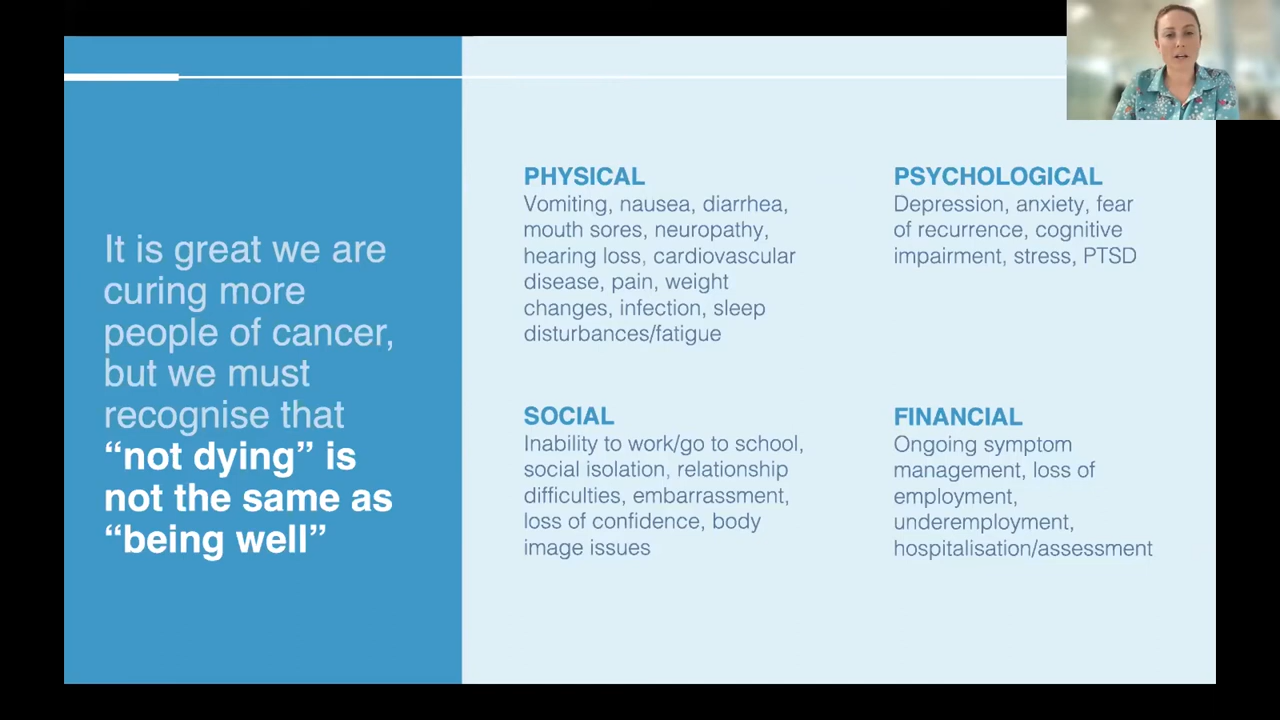 It is great we are
curing more
people of cancer,
but we must
recognise that
“not dying” is
not the same as
“being well”
PHYSICAL
Vomiting, nausea, diarrhea,
mouth sores, neuropathy,
hearing loss, cardiovascular
disease, pain, weight
changes, infection, sleep
disturbances/fatigue
PSYCHOLOGICAL
Depression, anxiety, fear
of recurrence, cognitive
impairment, stress, PTSD
SOCIAL
Inability to work/go to school,
social isolation, relationship
difficulties, embarrassment,
loss of confidence, body
image issues
FINANCIAL
Ongoing symptom
management, loss of
employment,
underemployment,
hospitalisation/assessment